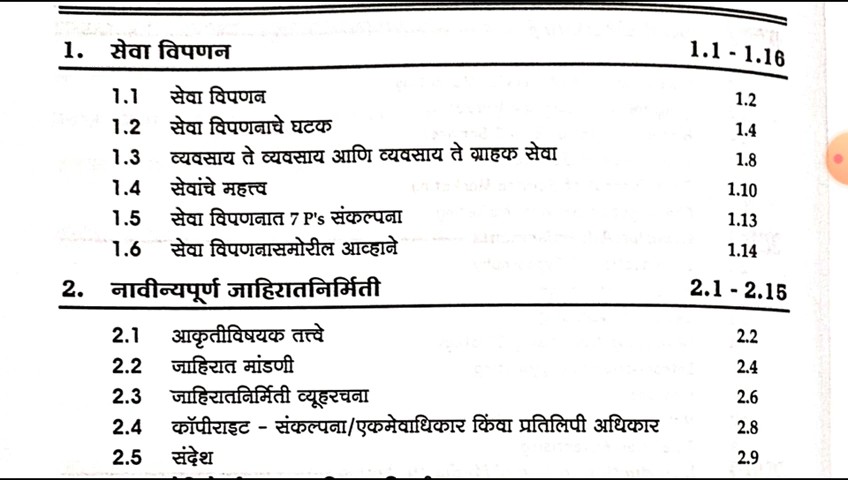 1. सेवा विपणन 1.1 - 1.16
1.1 सेवा विपणन 1.2
1.2 सेवा विपणनाचे घटक 1.4
1.3 व्यवसाय ते व्यवसाय आणि व्यवसाय ते ग्राहक सेवा 1.8
1.4 सेवांचे महत्त्व 1.10
1.5 सेवा विपणनात 7 P's संकल्पना 1.13
1.6 सेवा विपणनासमोरील आव्हाने 1.14
2. नावीन्यपूर्ण जाहिरातनिर्मिती 2.1 - 2.15
2.1 आकृतीविषयक तत्त्वे 2.2
2.2 जाहिरात मांडणी 2.4
2.3 जाहिरातनिर्मिती व्यूहरचना 2.6
2.4 कॉपीराइट - संकल्पना/एकमेवाधिकार किंवा प्रतिलिपी अधिकार 2.8
2.5 संदेश 2.9